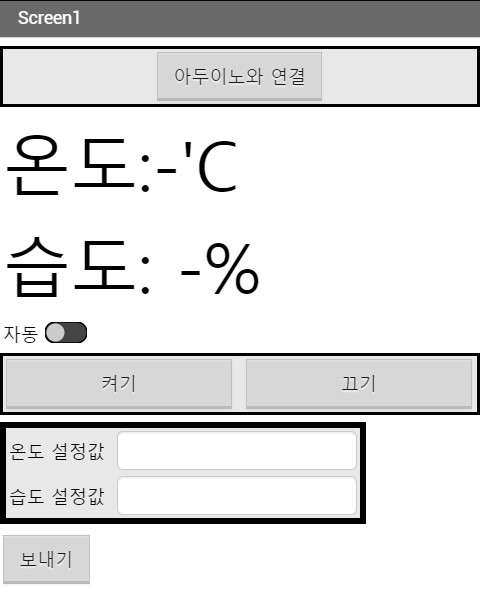 Screen1
아두이노와 연결
온도:-'C
습도: -%
자동
켜기 끄기
온도 설정값
습도 설정값
보내기